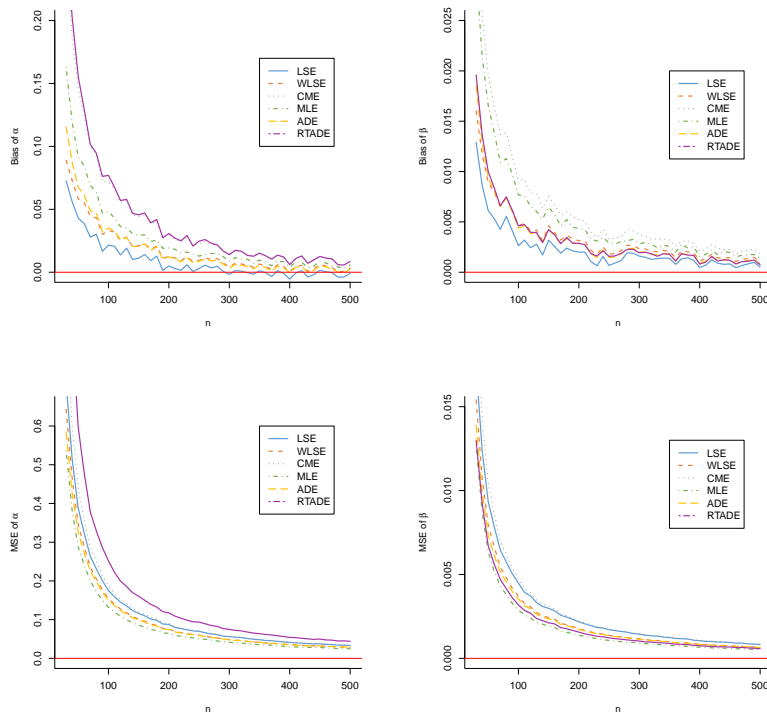 Bias of α
0.20
0.15
0.10
0.05
0.00
LSE
WLSE
CME
MLE
ADE
RTADE
100
200
300
400
500
n
Bias of β
0.025
0.020
0.015
0.010
0.005
0.000
LSE
WLSE
CME
MLE
ADE
RTADE
100
200
300
400
500
n
MSE of α
0.6
0.5
0.4
0.3
0.2
0.1
0.0
LSE
WLSE
CME
MLE
ADE
RTADE
100
200
300
400
500
n
MSE of β
0.015
0.010
0.005
0.000
LSE
WLSE
CME
MLE
ADE
RTADE
100
200
300
400
500
n